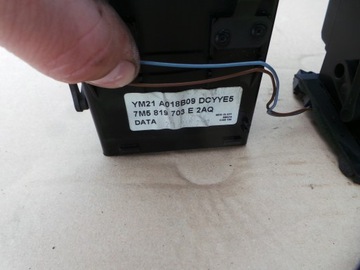 YM21 A018B09 DCYYE5
7M5 819 703 E 2AQ
DATA